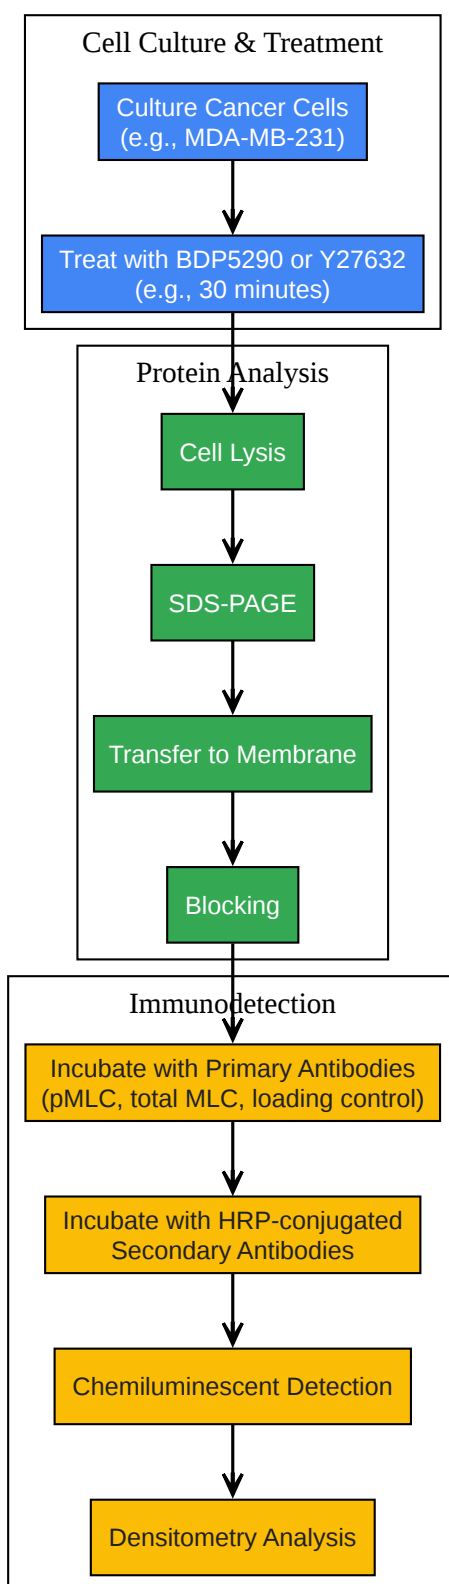 Cell Culture & Treatment
Culture Cancer Cells
(e.g., MDA-MB-231)
Treat with BDP5290 or Y27632
(e.g., 30 minutes)
Protein Analysis
Cell Lysis
SDS-PAGE
Transfer to Membrane
Blocking
Immunodetection
Incubate with Primary Antibodies
(pMLC, total MLC, loading control)
Incubate with HRP-conjugated
Secondary Antibodies
Chemiluminescent Detection
Densitometry Analysis